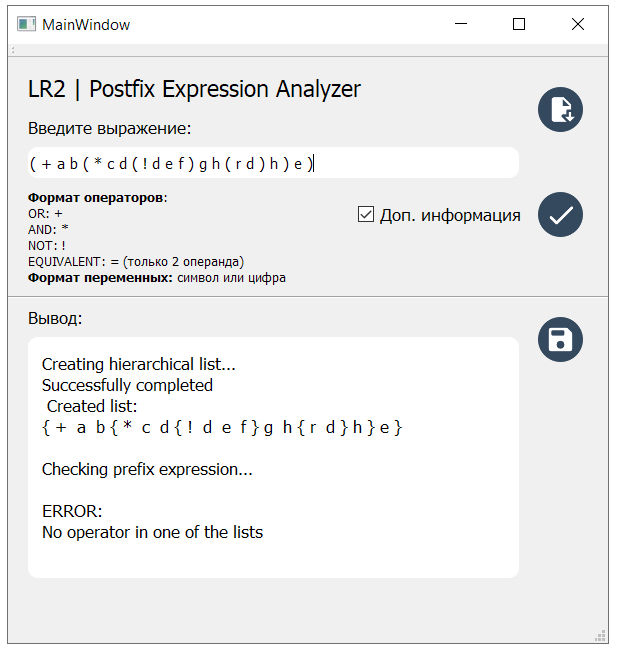 MainWindow
LR2 | Postfix Expression Analyzer
Введите выражение:
( + a b ( * c d ( ! d e f ) g h ( r d ) h ) e )
Формат операторов:
OR: +
AND: *
NOT: !
EQUIVALENT: = (только 2 операнда)
Формат переменных: символ или цифра
Доп. информация
Вывод:
Creating hierarchical list...
Successfully completed
Created list:
{ + a b { * c d { ! d e f } g h { r d } h } e }
Checking prefix expression...
ERROR:
No operator in one of the lists